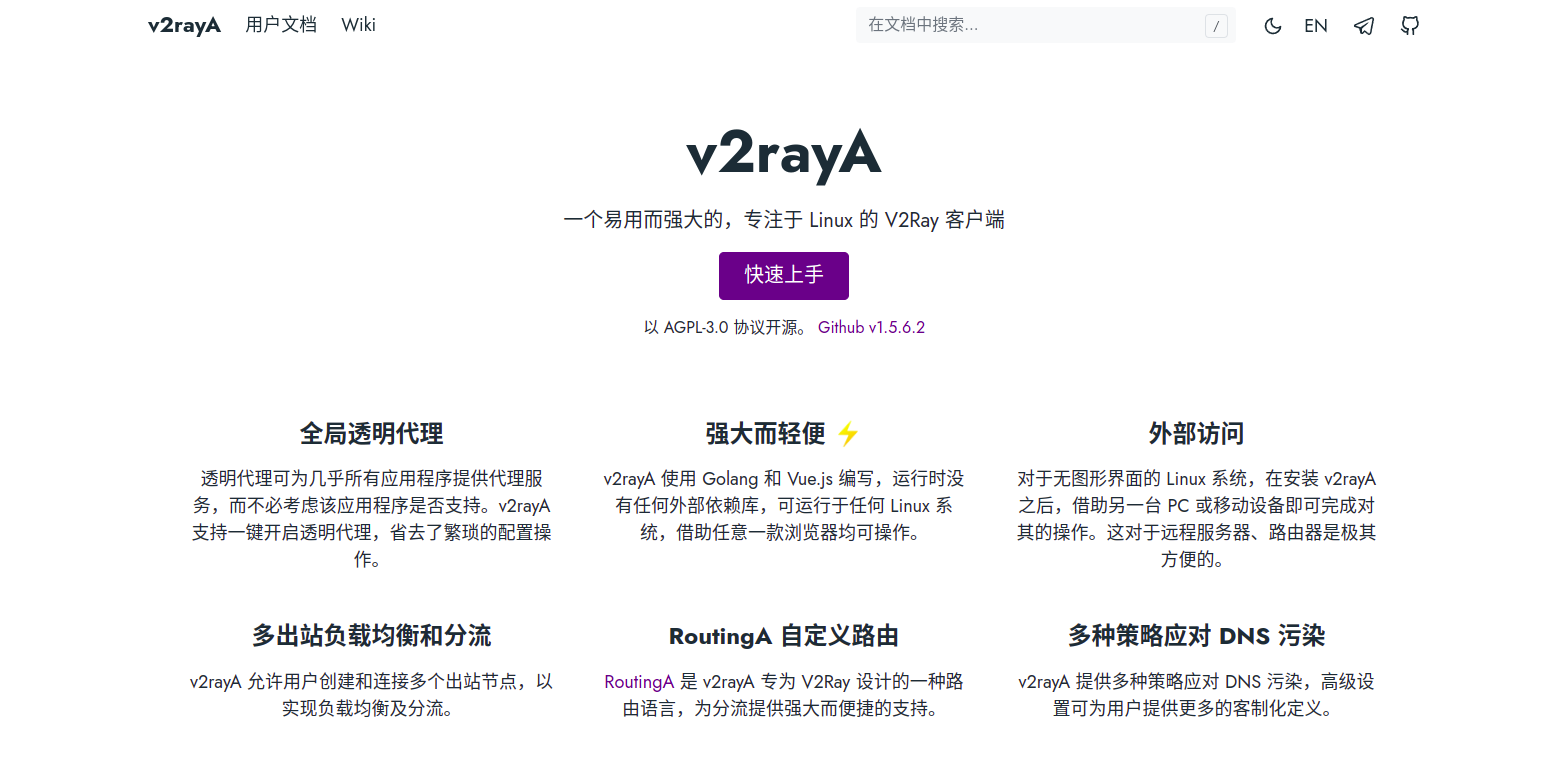 v2rayA 用户文档 Wiki 在文档中搜索... / EN
v2rayA
一个易用而强大的，专注于 Linux 的 V2Ray 客户端
快速上手
以 AGPL-3.0 协议开源。 Github v1.5.6.2
全局透明代理
透明代理可为几乎所有应用程序提供代理服
务，而不必考虑该应用程序是否支持。v2rayA
支持一键开启透明代理，省去了繁琐的配置操
作。
强大而轻便 ⚡
v2rayA 使用 Golang 和 Vue.js 编写，运行时没
有任何外部依赖库，可运行于任何 Linux 系
统，借助任意一款浏览器均可操作。
外部访问
对于无图形界面的 Linux 系统，在安装 v2rayA
之后，借助另一台 PC 或移动设备即可完成对
其的操作。这对于远程服务器、路由器是极其
方便的。
多出站负载均衡和分流
v2rayA 允许用户创建和连接多个出站节点，以
实现负载均衡及分流。
RoutingA 自定义路由
RoutingA 是 v2rayA 专为 V2Ray 设计的一种路
由语言，为分流提供强大而便捷的支持。
多种策略应对 DNS 污染
v2rayA 提供多种策略应对 DNS 污染，高级设
置可为用户提供更多的客制化定义。